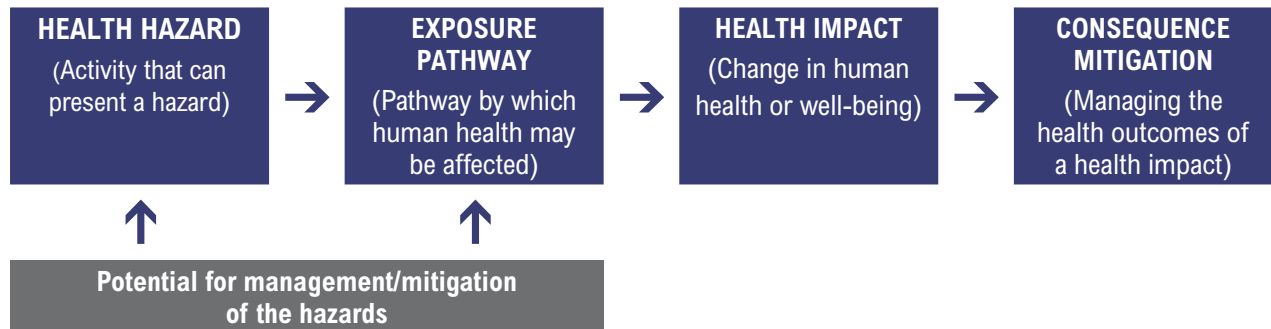 HEALTH HAZARD
(Activity that can
present a hazard)
EXPOSURE
PATHWAY
(Pathway by which
human health may
be affected)
HEALTH IMPACT
(Change in human
health or well-being)
CONSEQUENCE
MITIGATION
(Managing the
health outcomes of
a health impact)
Potential for management/mitigation
of the hazards